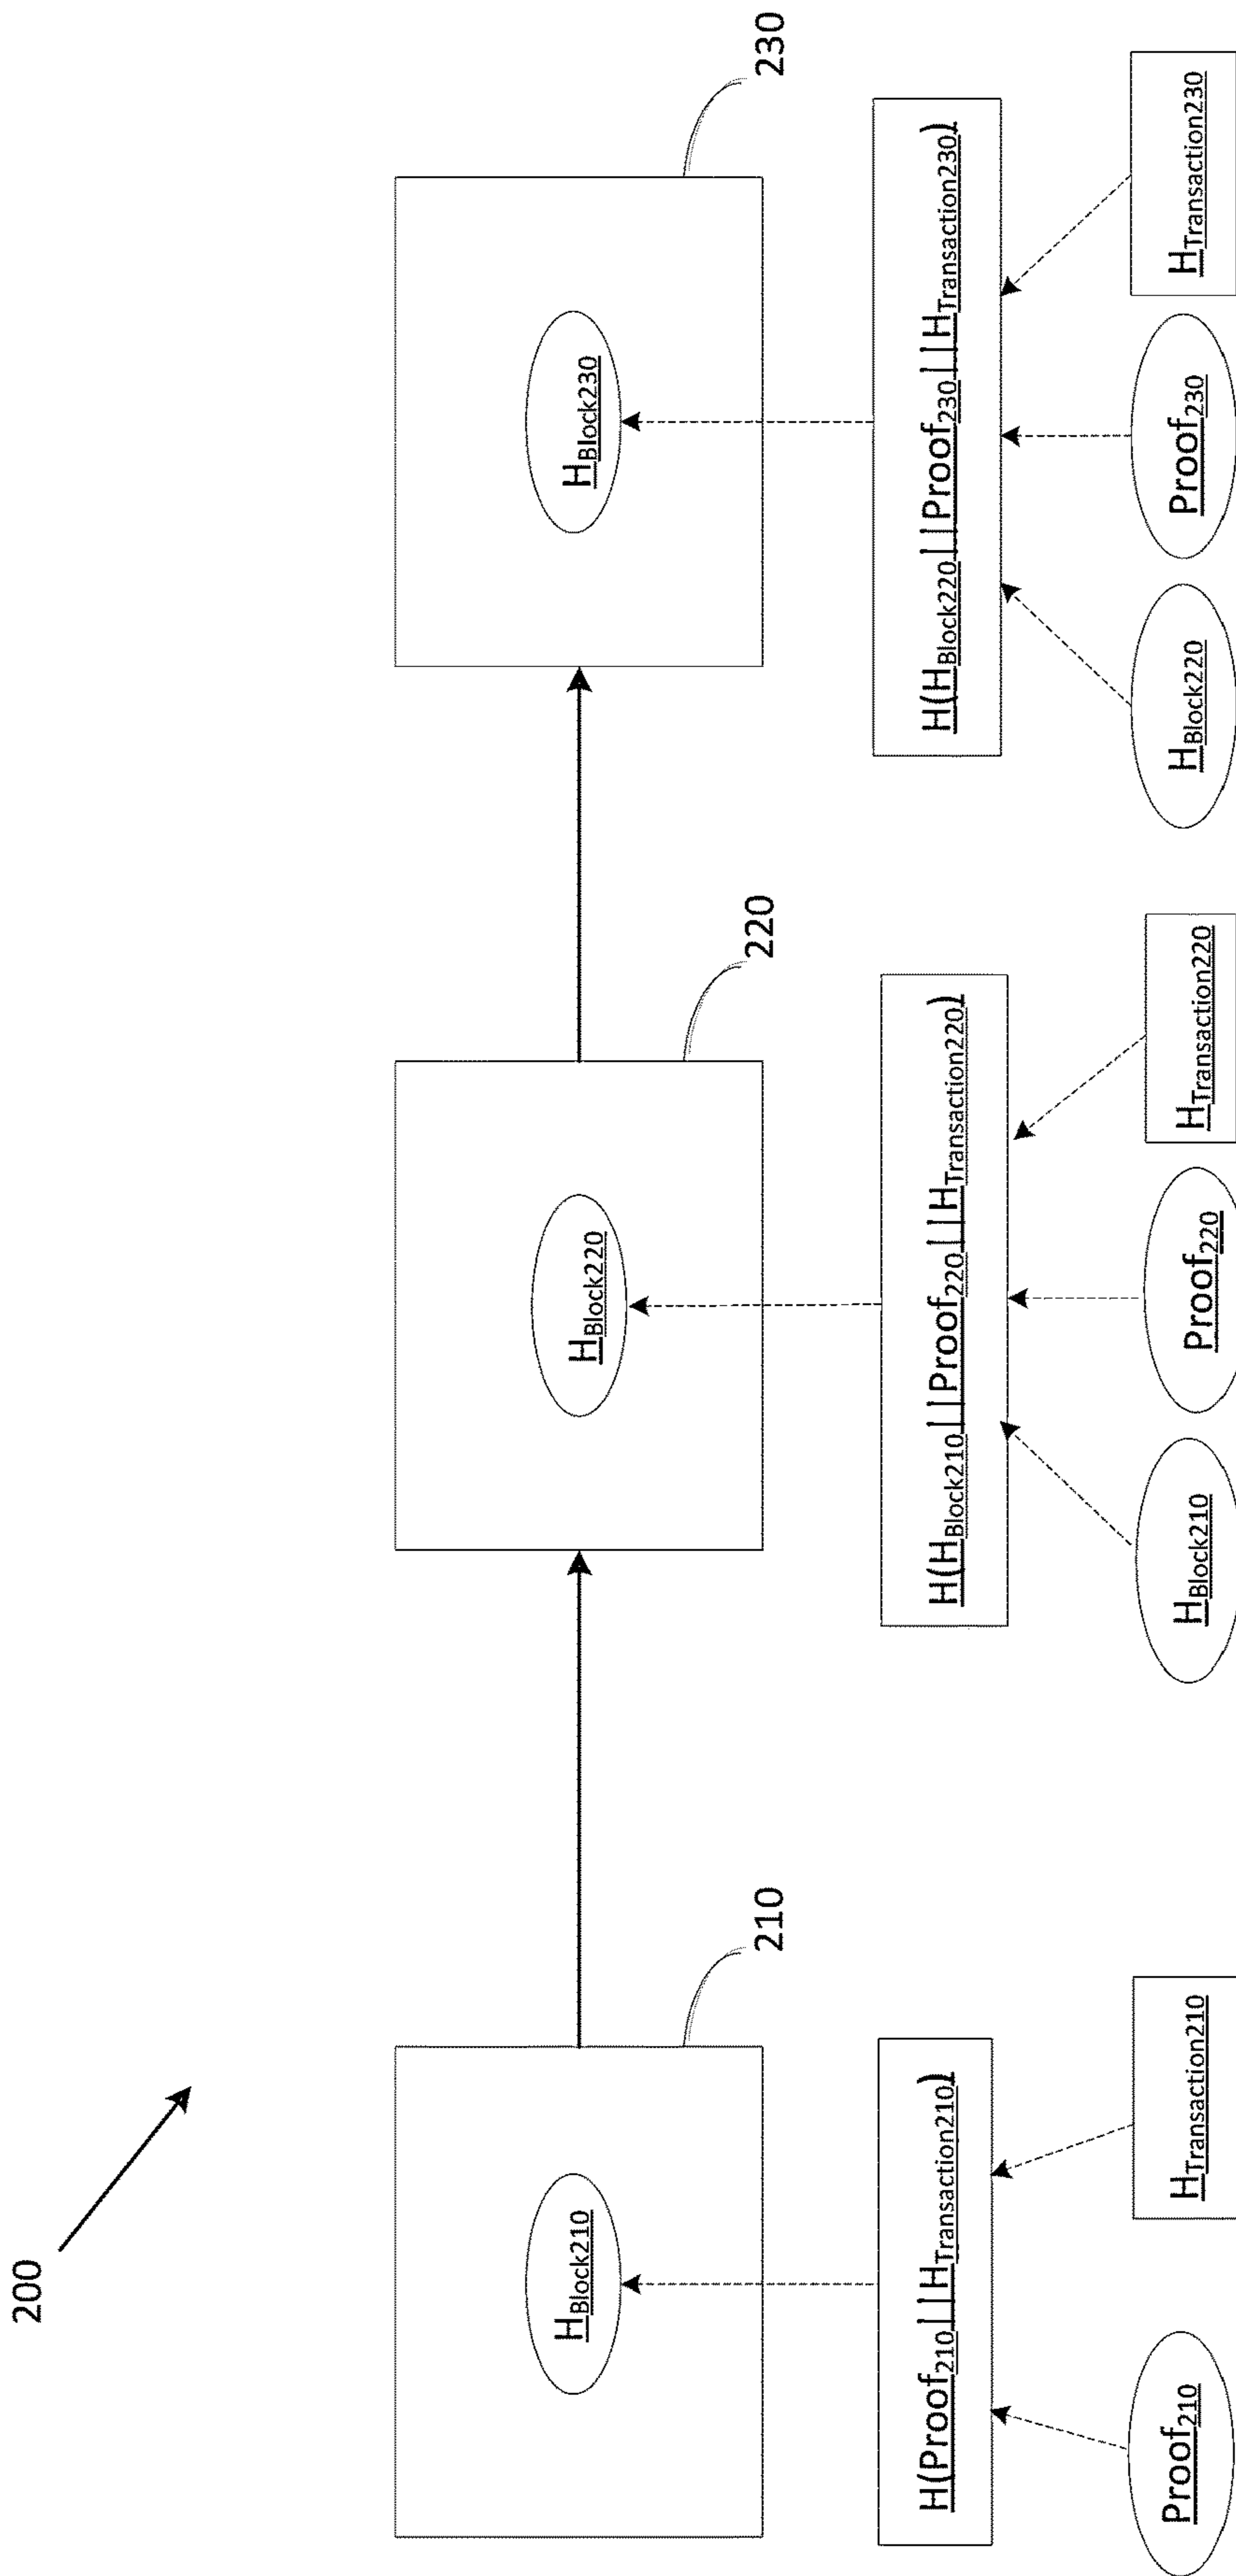 200
210
220
230
H_Block210
H_Block220
H_Block230
H(Proof_210||H_Transaction210)
H(H_Block210||Proof_220||H_Transaction220)
H(H_Block220||Proof_230||H_Transaction230)
Proof_210
H_Transaction210
H_Block210
Proof_220
H_Transaction220
H_Block220
Proof_230
H_Transaction230